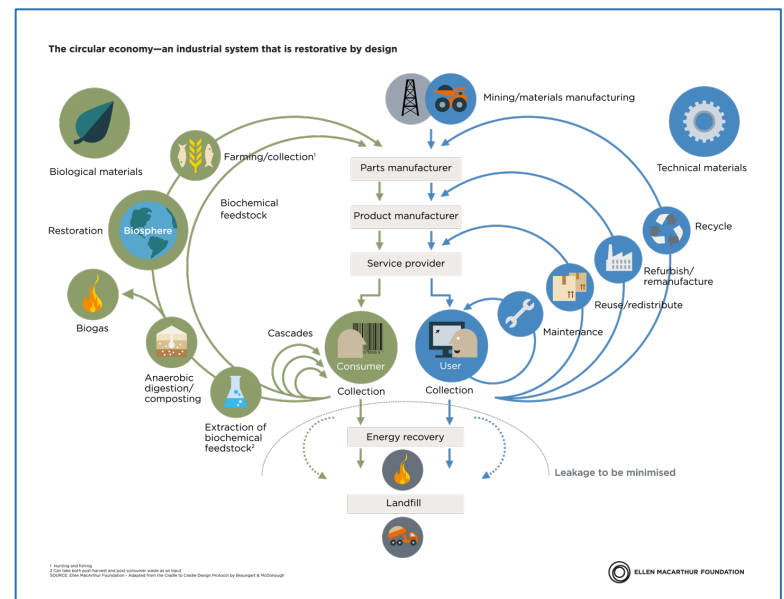 The circular economy—an industrial system that is restorative by design
Mining/materials manufacturing
Biological materials
Farming/collection¹
Technical materials
Parts manufacturer
Biochemical
feedstock
Product manufacturer
Restoration
Biosphere
Recycle
Service provider
Refurbish/
remanufacture
Reuse/redistribute
Biogas
Maintenance
Cascades
Consumer
User
Anaerobic
digestion/
composting
Collection
Collection
Extraction of
biochemical
feedstock²
Energy recovery
Leakage to be minimised
Landfill
1 Hunting and fishing
2 Can take both post-harvest and post-consumer waste as an input
SOURCE: Ellen MacArthur Foundation - Adapted from the Cradle to Cradle Design Protocol by Braungart & McDonough
ELLEN MACARTHUR FOUNDATION